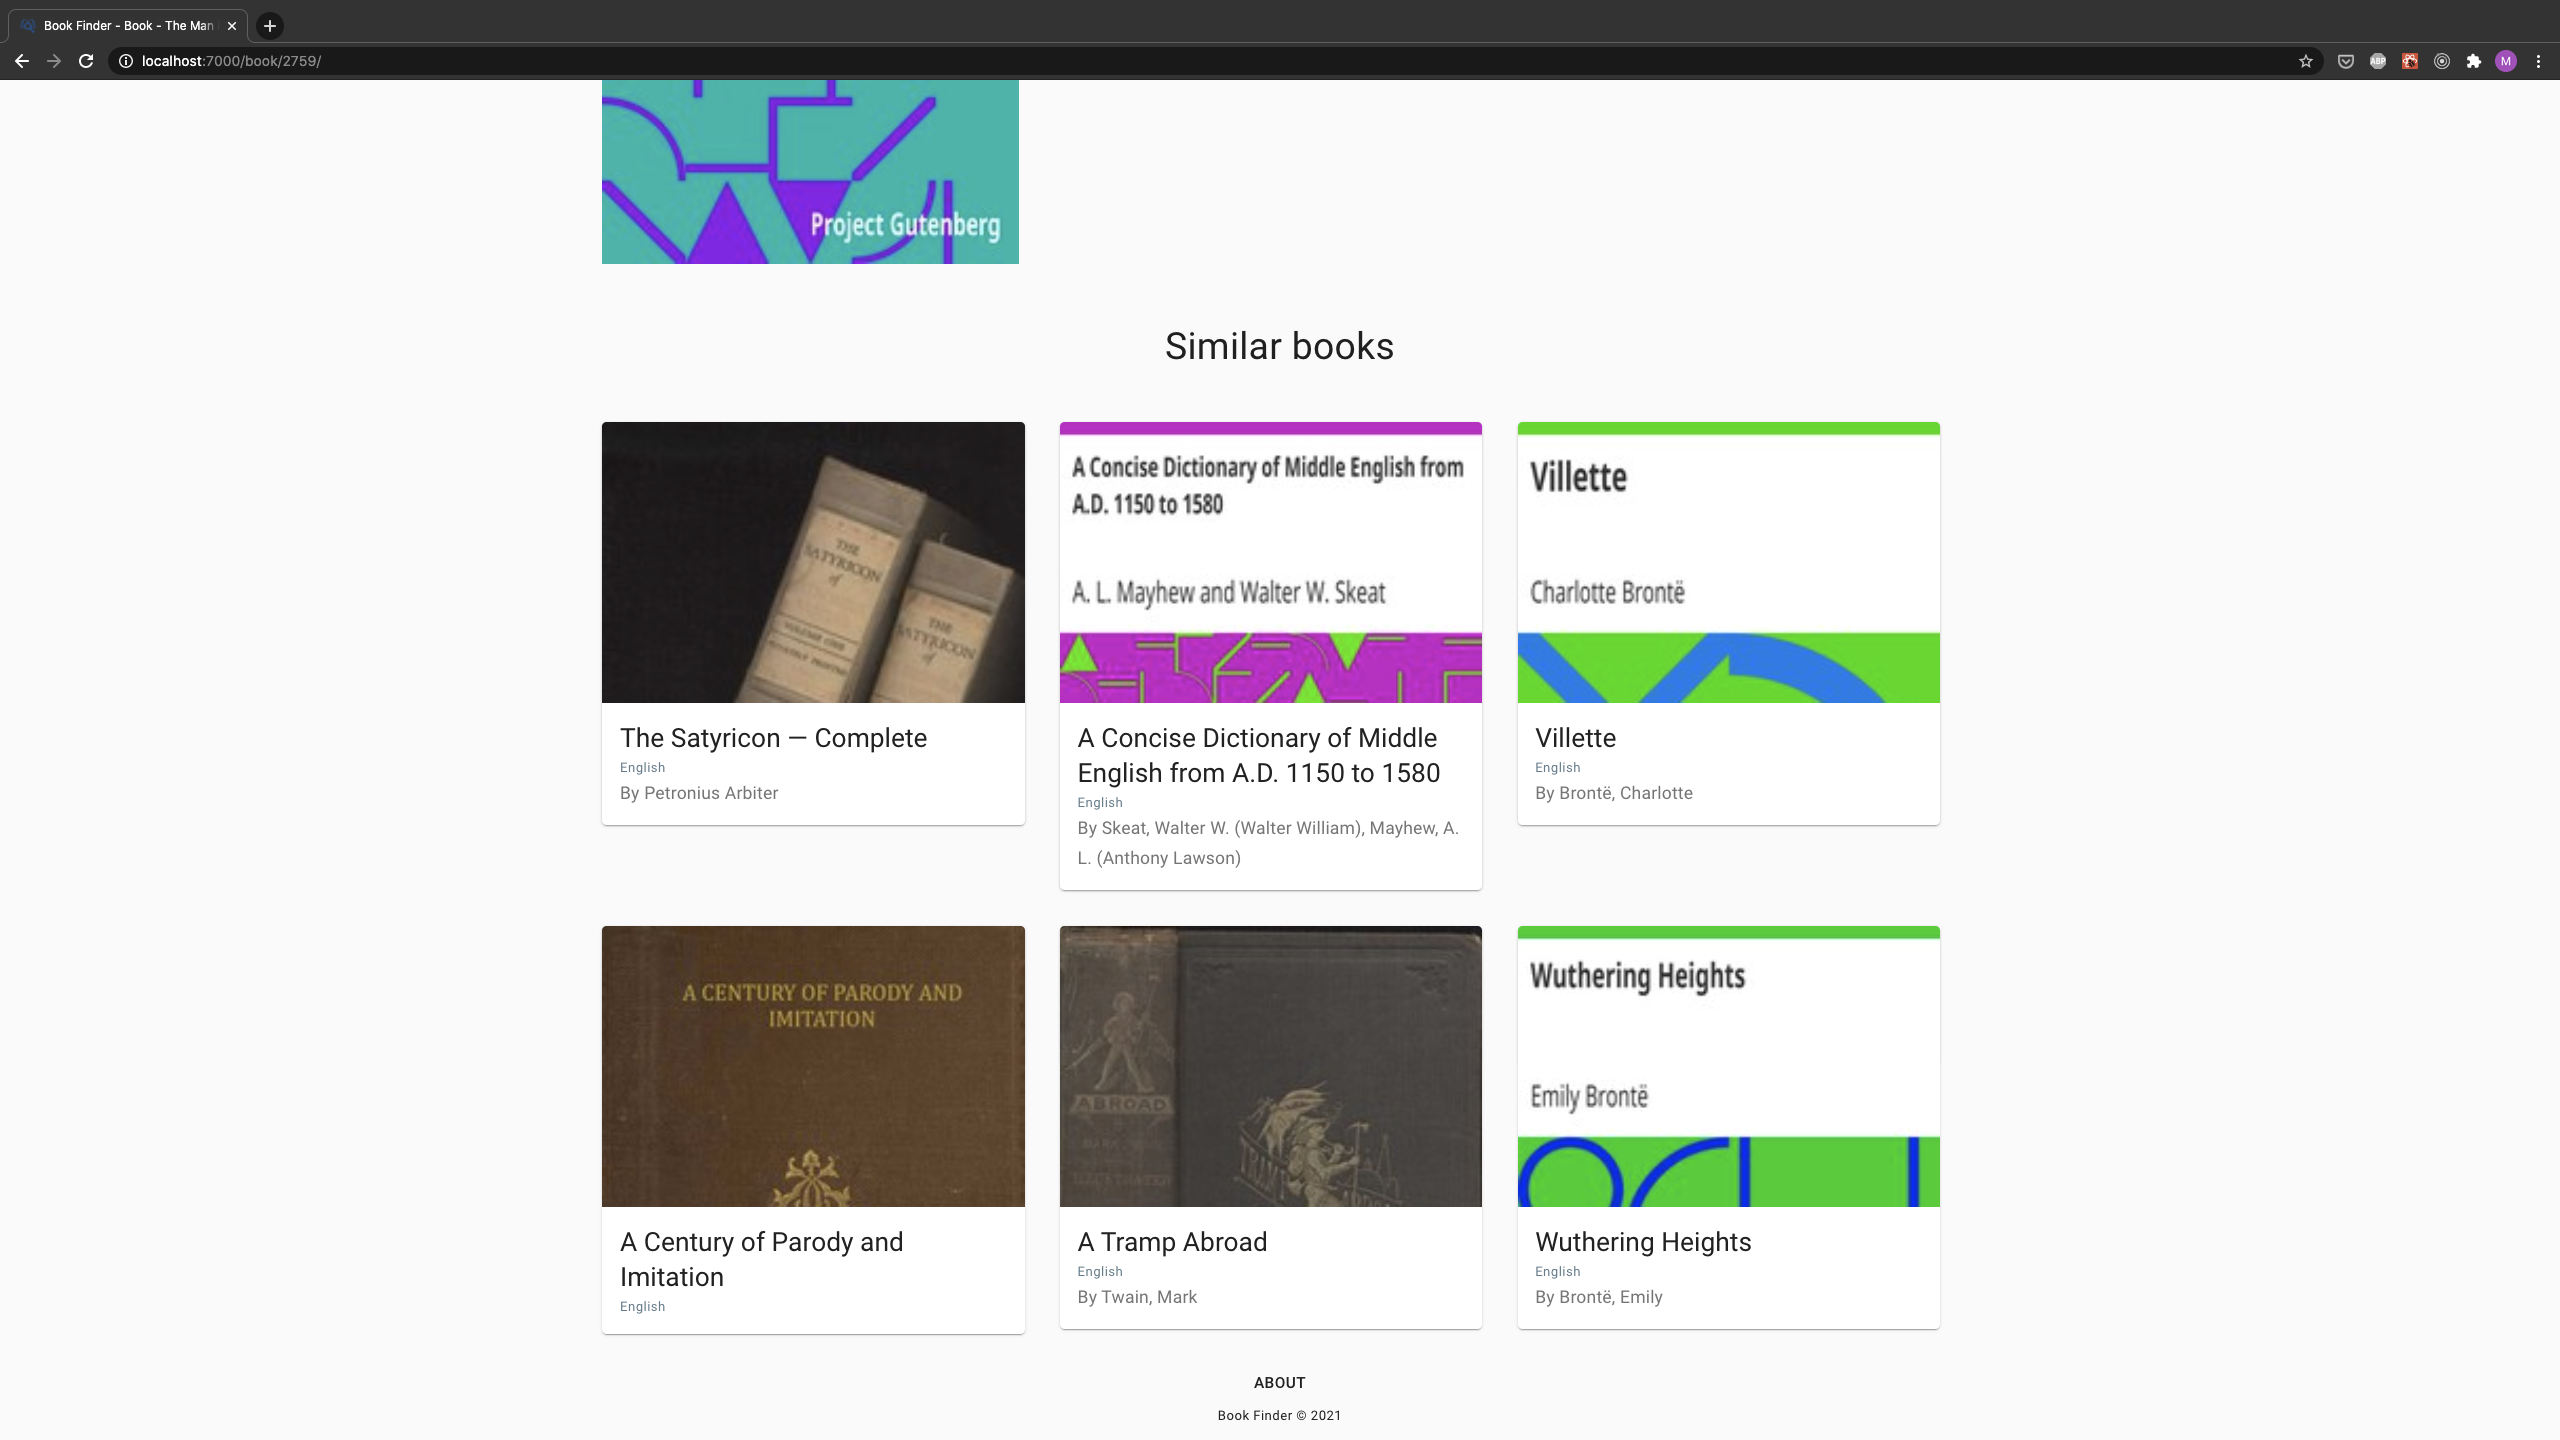 Book Finder - Book - The Man
localhost:7000/book/2759/
ABP
M
Project Gutenberg
Similar books
THE SATYRICON of
VOLUME ONE
THE SATYRICON of
The Satyricon — Complete
English
By Petronius Arbiter
A Concise Dictionary of Middle English from
A.D. 1150 to 1580
A. L. Mayhew and Walter W. Skeat
A Concise Dictionary of Middle
English from A.D. 1150 to 1580
English
By Skeat, Walter W. (Walter William), Mayhew, A.
L. (Anthony Lawson)
Villette
Charlotte Brontë
Villette
English
By Brontë, Charlotte
A CENTURY OF PARODY AND
IMITATION
A Century of Parody and
Imitation
English
ABROAD
A Tramp Abroad
English
By Twain, Mark
Wuthering Heights
Emily Brontë
Wuthering Heights
English
By Brontë, Emily
ABOUT
Book Finder © 2021